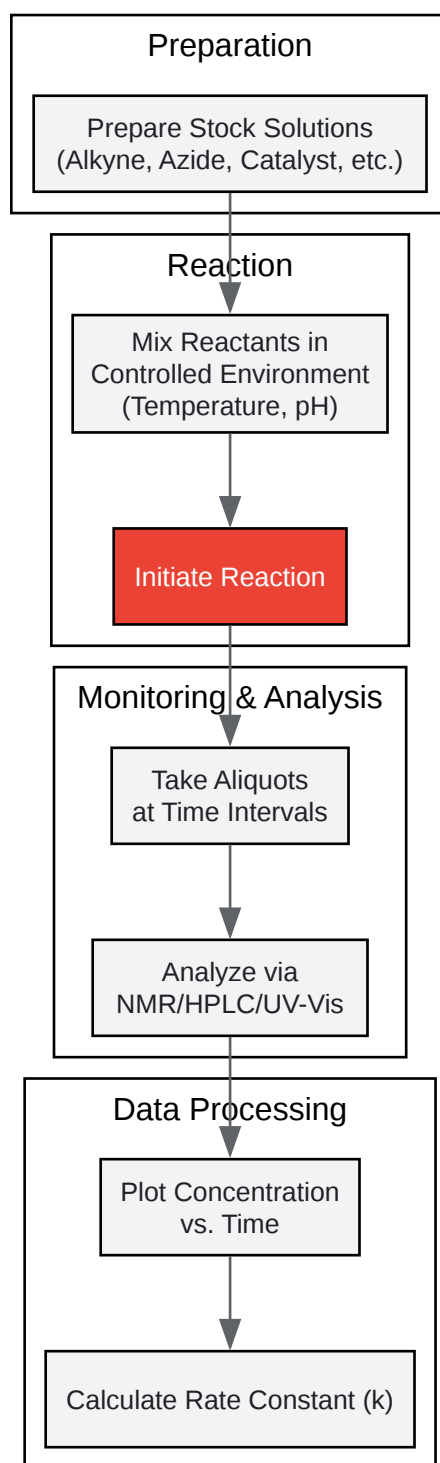 Preparation
Prepare Stock Solutions
(Alkyne, Azide, Catalyst, etc.)
Reaction
Mix Reactants in
Controlled Environment
(Temperature, pH)
Initiate Reaction
Monitoring & Analysis
Take Aliquots
at Time Intervals
Analyze via
NMR/HPLC/UV-Vis
Data Processing
Plot Concentration
vs. Time
Calculate Rate Constant (k)